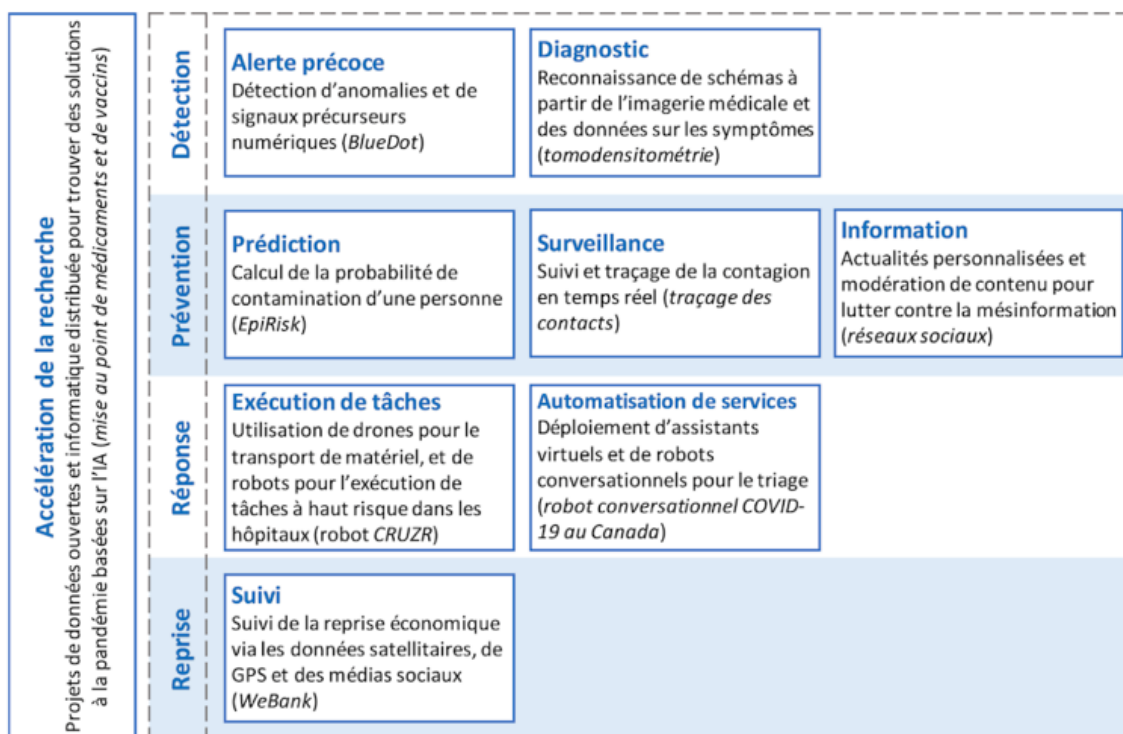 Accélération de la recherche
Projets de données ouvertes et informatique distribuée pour trouver des solutions
à la pandémie basées sur l'IA (mise au point de médicaments et de vaccins)
Détection
Alerte précoce
Détection d'anomalies et de
signaux précurseurs
numériques (BlueDot)
Diagnostic
Reconnaissance de schémas à
partir de l'imagerie médicale et
des données sur les symptômes
(tomodensitométrie)
Prévention
Prédiction
Calcul de la probabilité de
contamination d'une personne
(EpiRisk)
Surveillance
Suivi et traçage de la contagion
en temps réel (traçage des
contacts)
Information
Actualités personnalisées et
modération de contenu pour
lutter contre la mésinformation
(réseaux sociaux)
Réponse
Exécution de tâches
Utilisation de drones pour le
transport de matériel, et de
robots pour l'exécution de
tâches à haut risque dans les
hôpitaux (robot CRUZR)
Automatisation de services
Déploiement d'assistants
virtuels et de robots
conversationnels pour le triage
(robot conversationnel COVID-
19 au Canada)
Reprise
Suivi
Suivi de la reprise économique
via les données satellitaires, de
GPS et des médias sociaux
(WeBank)